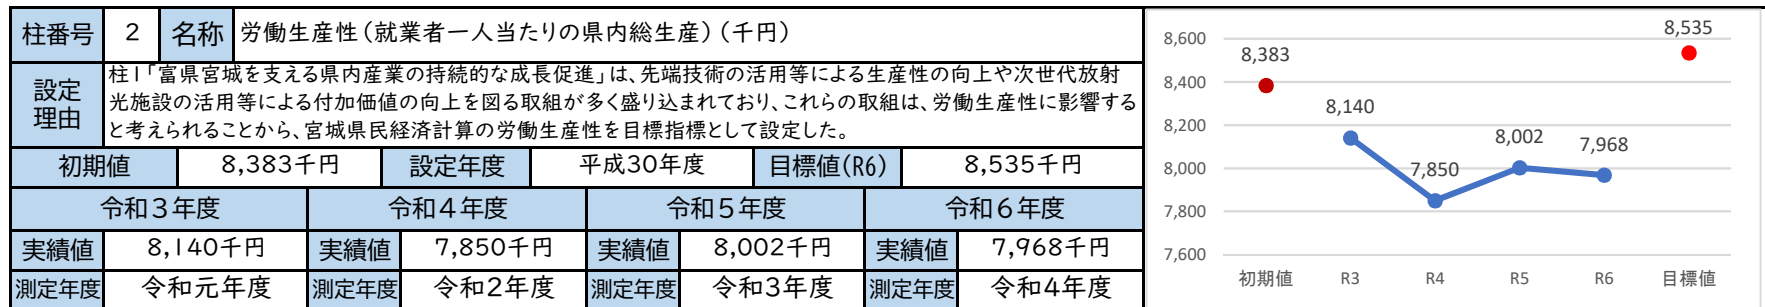 柱番号 2 名称 労働生産性(就業者一人当たりの県内総生産)(千円)
設定理由
柱1「富県宮城を支える県内産業の持続的な成長促進」は、先端技術の活用等による生産性の向上や次世代放射
光施設の活用等による付加価値の向上を図る取組が多く盛り込まれており、これらの取組は、労働生産性に影響する
と考えられることから、宮城県民経済計算の労働生産性を目標指標として設定した。
初期値 8,383千円 設定年度 平成30年度 目標値(R6) 8,535千円
令和3年度 令和4年度 令和5年度 令和6年度
実績値 8,140千円 実績値 7,850千円 実績値 8,002千円 実績値 7,968千円
測定年度 令和元年度 測定年度 令和2年度 測定年度 令和3年度 測定年度 令和4年度
8,600
8,400
8,200
8,000
7,800
7,600
8,383
8,140
7,850
8,002
7,968
8,535
初期値 R3 R4 R5 R6 目標値